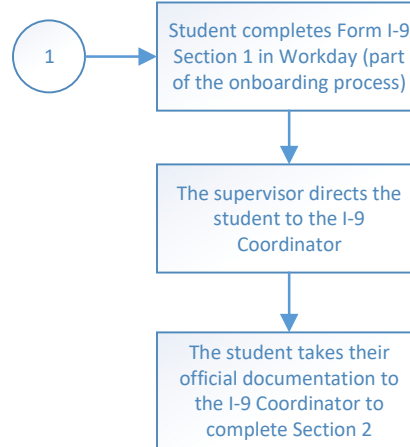 1
Student completes Form I-9
Section 1 in Workday (part
of the onboarding process)
The supervisor directs the
student to the I-9
Coordinator
The student takes their
official documentation to
the I-9 Coordinator to
complete Section 2